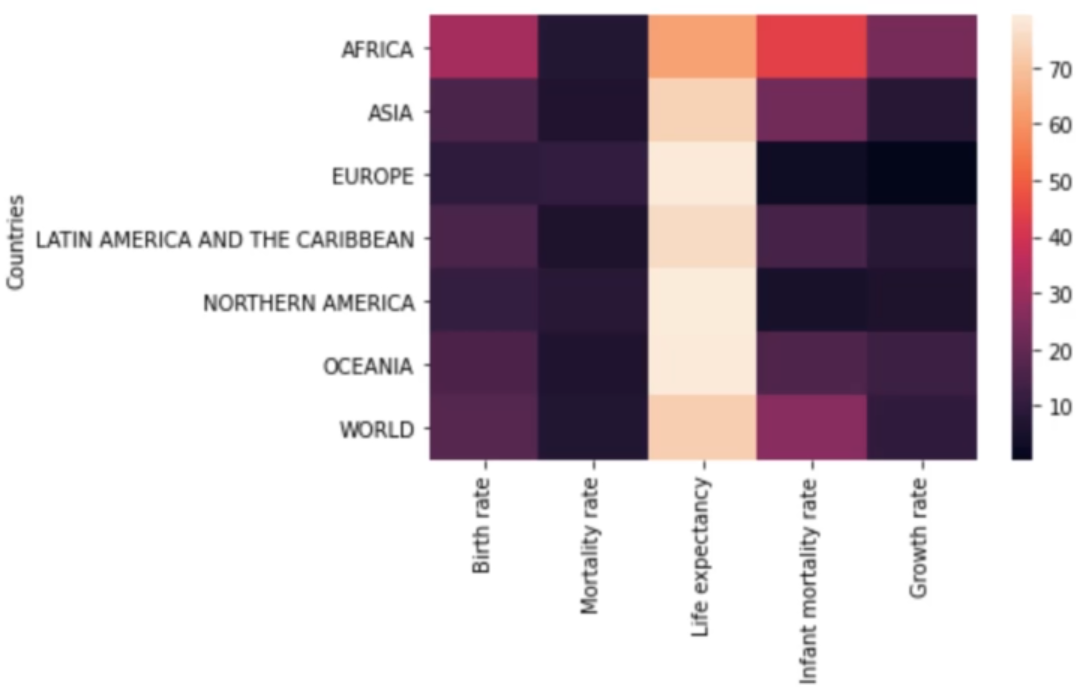 AFRICA
ASIA
EUROPE
LATIN AMERICA AND THE CARIBBEAN
NORTHERN AMERICA
OCEANIA
WORLD
Countries
Birth rate
Mortality rate
Life expectancy
Infant mortality rate
Growth rate
70
60
50
40
30
20
10